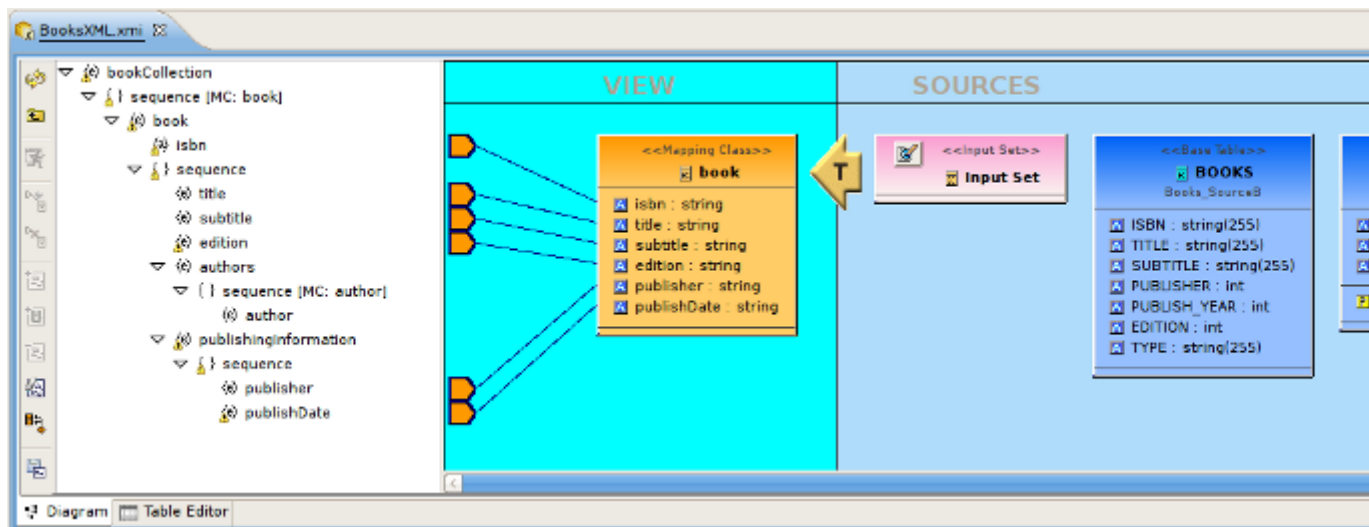 BooksXML.xmi
bookCollection
sequence [MC: book]
book
isbn
sequence
title
subtitle
edition
authors
sequence [MC: author]
author
publishingInformation
sequence
publisher
publishDate
VIEW
SOURCES
<<Mapping Class>>
book
isbn : string
title : string
subtitle : string
edition : string
publisher : string
publishDate : string
T
<<Input Set>>
Input Set
<<Base Table>>
BOOKS
Books_SourceB
ISBN : string(255)
TITLE : string(255)
SUBTITLE : string(255)
PUBLISHER : int
PUBLISH_YEAR : int
EDITION : int
TYPE : string(255)
Diagram
Table Editor